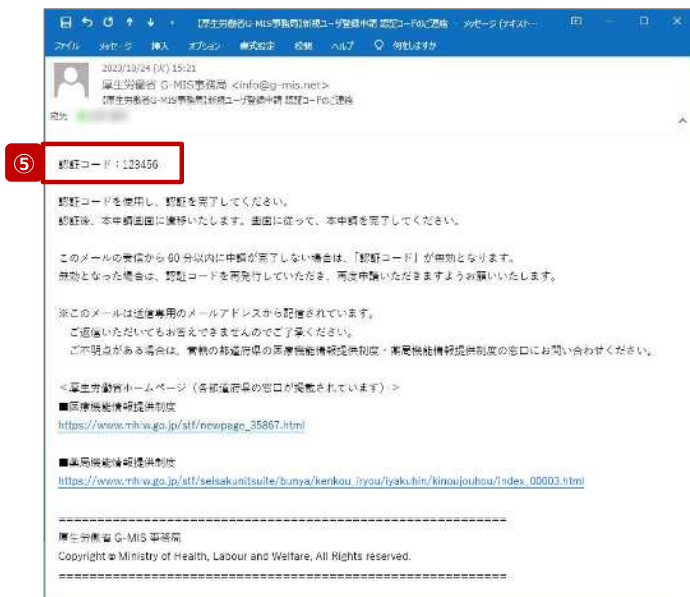 【厚生労働省G-MIS事務局】新規ユーザ登録申請 認証コードのご連絡 - メッセージ (テキスト…
ファイル メッセージ 挿入 オプション 書式設定 校閲 ヘルプ 何をしますか
2023/10/24 (火) 15:21
厚生労働省 G-MIS事務局 <info@g-mis.net>
【厚生労働省G-MIS事務局】新規ユーザ登録申請 認証コードのご連絡
宛先
⑤
認証コード：123456
認証コードを使用し、認証を完了してください。
認証後、本申請画面に遷移いたします。画面に従って、本申請を完了してください。
このメールの受信から 60 分以内に申請が完了しない場合は、「認証コード」が無効となります。
無効となった場合は、認証コードを再発行していただき、再度申請いただきますようお願いいたします。
※このメールは送信専用のメールアドレスから配信されています。
ご返信いただいてもお答えできませんのでご了承ください。
ご不明点がある場合は、管轄の都道府県の医療機能情報提供制度・薬局機能情報提供制度の窓口にお問い合わせください。
＜厚生労働省ホームページ（各都道府県の窓口が掲載されています）＞
■医療機能情報提供制度
https://www.mhlw.go.jp/stf/newpage_35867.html
■薬局機能情報提供制度
https://www.mhlw.go.jp/stf/seisakunitsuite/bunya/kenkou_iryou/iyakuhin/kinoujouhou/index_00003.html
============================================================
厚生労働省 G-MIS 事務局
Copyright © Ministry of Health, Labour and Welfare, All Rights reserved.
============================================================